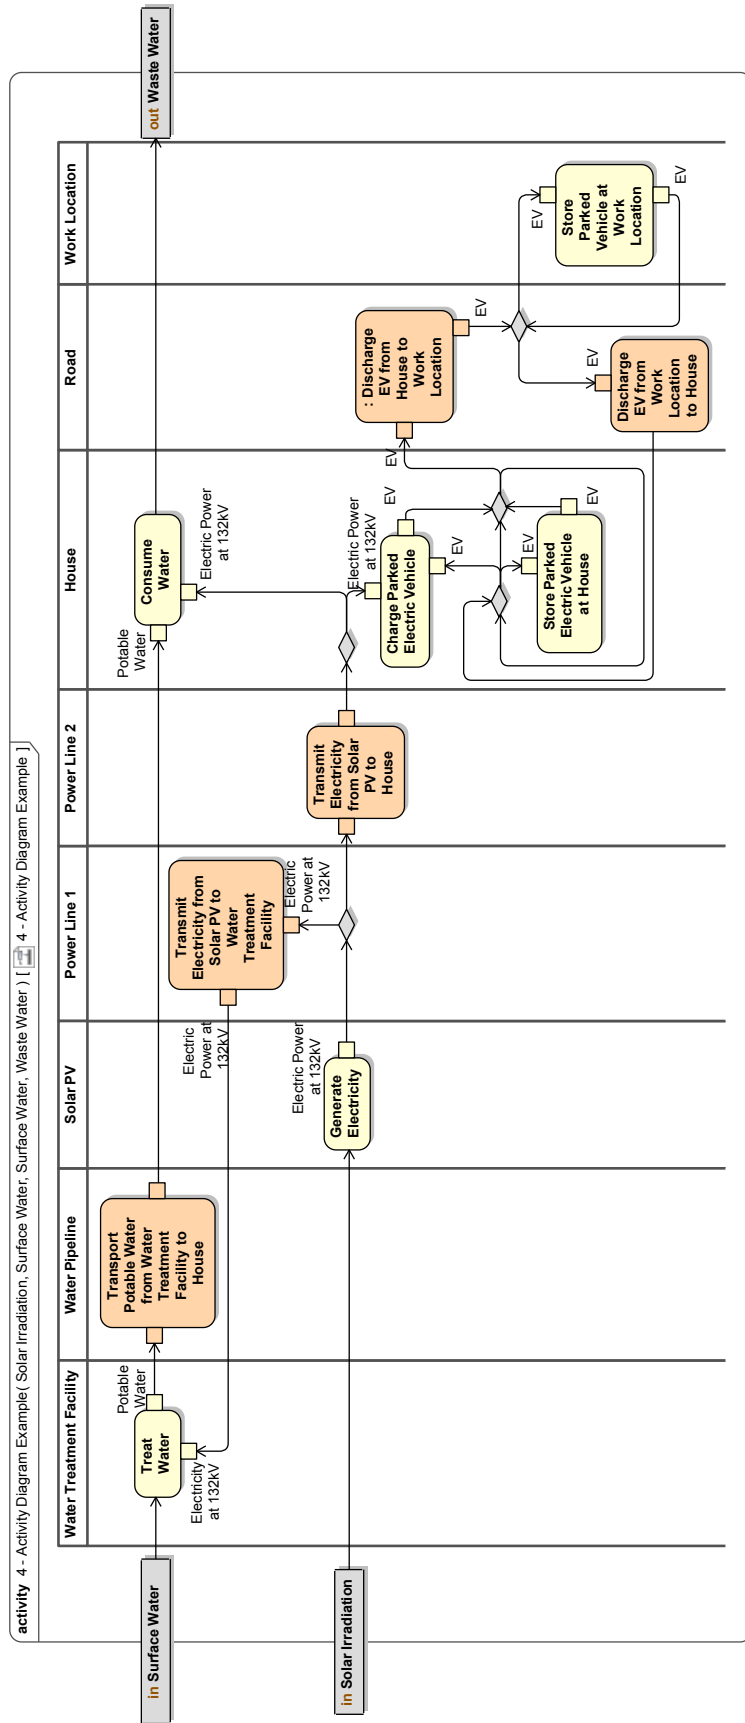 activity 4 - Activity Diagram Example( Solar Irradiation, Surface Water, Surface Water, Waste Water ) [ 4 - Activity Diagram Example ]
Water Treatment Facility
Water Pipeline
Solar PV
Power Line 1
Power Line 2
House
Road
Work Location
in Surface Water
in Solar Irradiation
out Waste Water
Treat
Water
Potable
Water
Electricity
at 132kV
Transport
Potable Water
from Water
Treatment
Facility to
House
Generate
Electricity
Electric Power
at 132kV
Electric
Power at
132kV
Transmit
Electricity from
Solar PV to
Water
Treatment
Facility
Electric
Power at
132kV
Transmit
Electricity
from Solar
PV to
House
Potable
Water
Consume
Water
Electric Power
at 132kV
Electric Power
at 132kV
Charge Parked
Electric Vehicle
EV
EV
Store Parked
Electric Vehicle
at House
EV
EV
EV
: Discharge
EV from
House to
Work
Location
EV
EV
Discharge
EV from
Work
Location
to House
EV
Store
Parked
Vehicle at
Work
Location
EV
EV